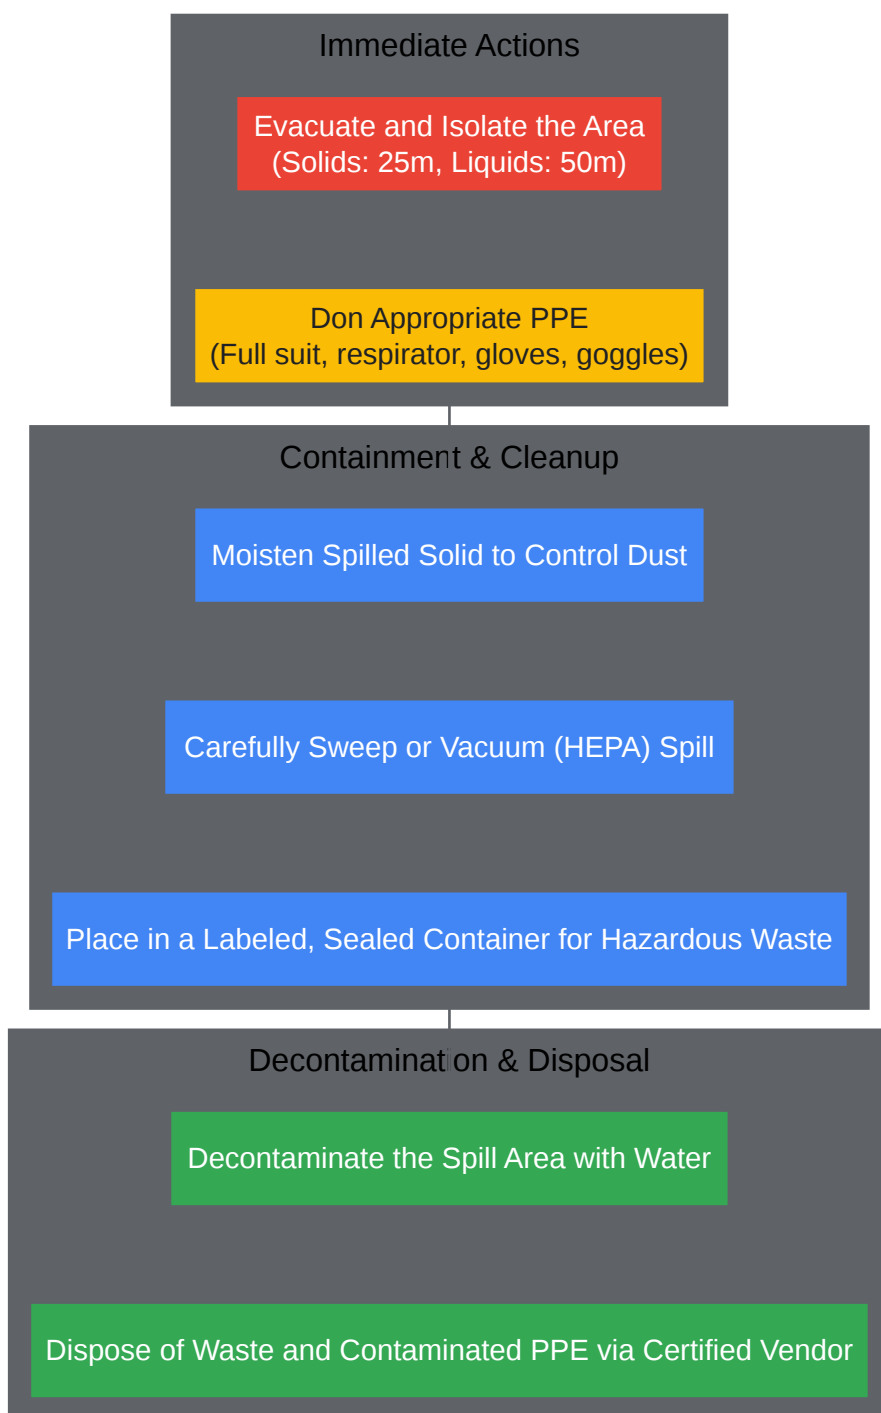 Immediate Actions
Evacuate and Isolate the Area
(Solids: 25m, Liquids: 50m)
Don Appropriate PPE
(Full suit, respirator, gloves, goggles)
Containment & Cleanup
Moisten Spilled Solid to Control Dust
Carefully Sweep or Vacuum (HEPA) Spill
Place in a Labeled, Sealed Container for Hazardous Waste
Decontamination & Disposal
Decontaminate the Spill Area with Water
Dispose of Waste and Contaminated PPE via Certified Vendor